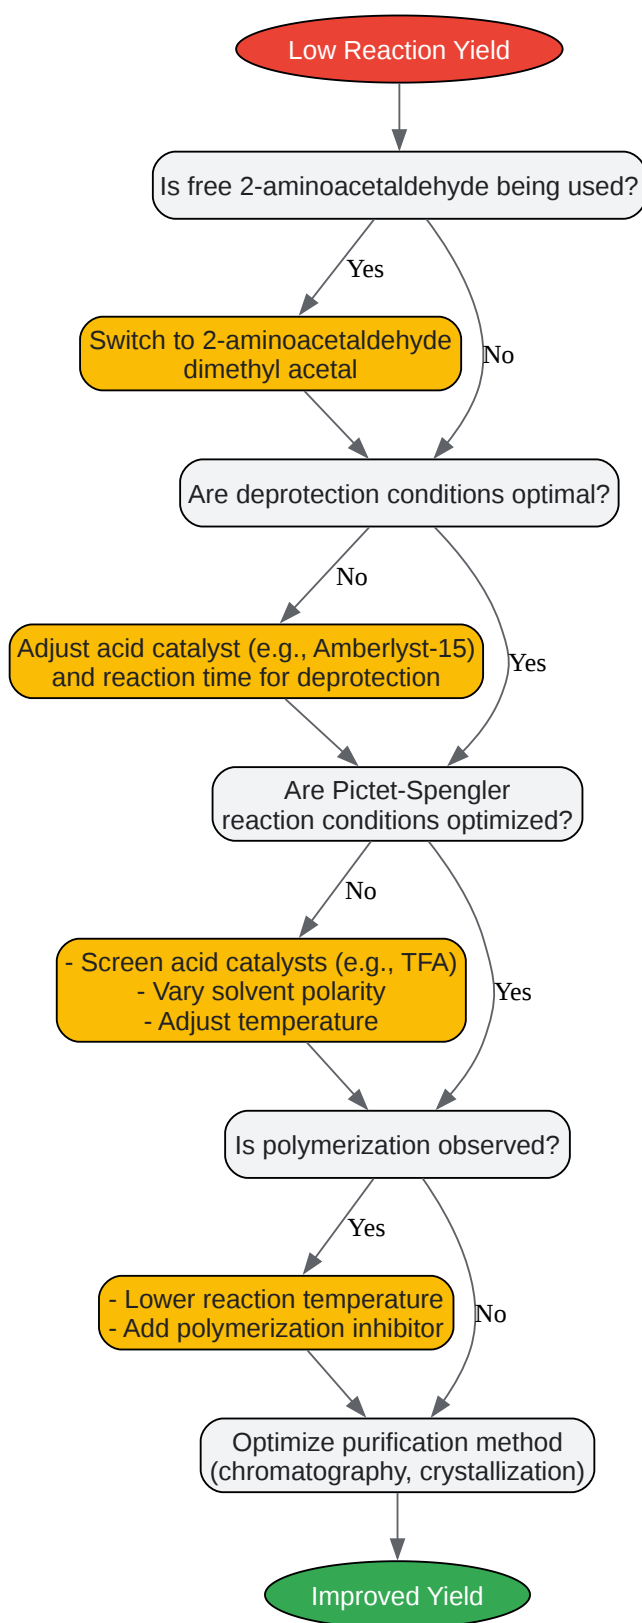 Low Reaction Yield
Is free 2-aminoacetaldehyde being used?
Yes
Switch to 2-aminoacetaldehyde
dimethyl acetal
No
Are deprotection conditions optimal?
No
Adjust acid catalyst (e.g., Amberlyst-15)
and reaction time for deprotection
Yes
Are Pictet-Spengler
reaction conditions optimized?
No
- Screen acid catalysts (e.g., TFA)
- Vary solvent polarity
- Adjust temperature
Yes
Is polymerization observed?
Yes
- Lower reaction temperature
- Add polymerization inhibitor
No
Optimize purification method
(chromatography, crystallization)
Improved Yield